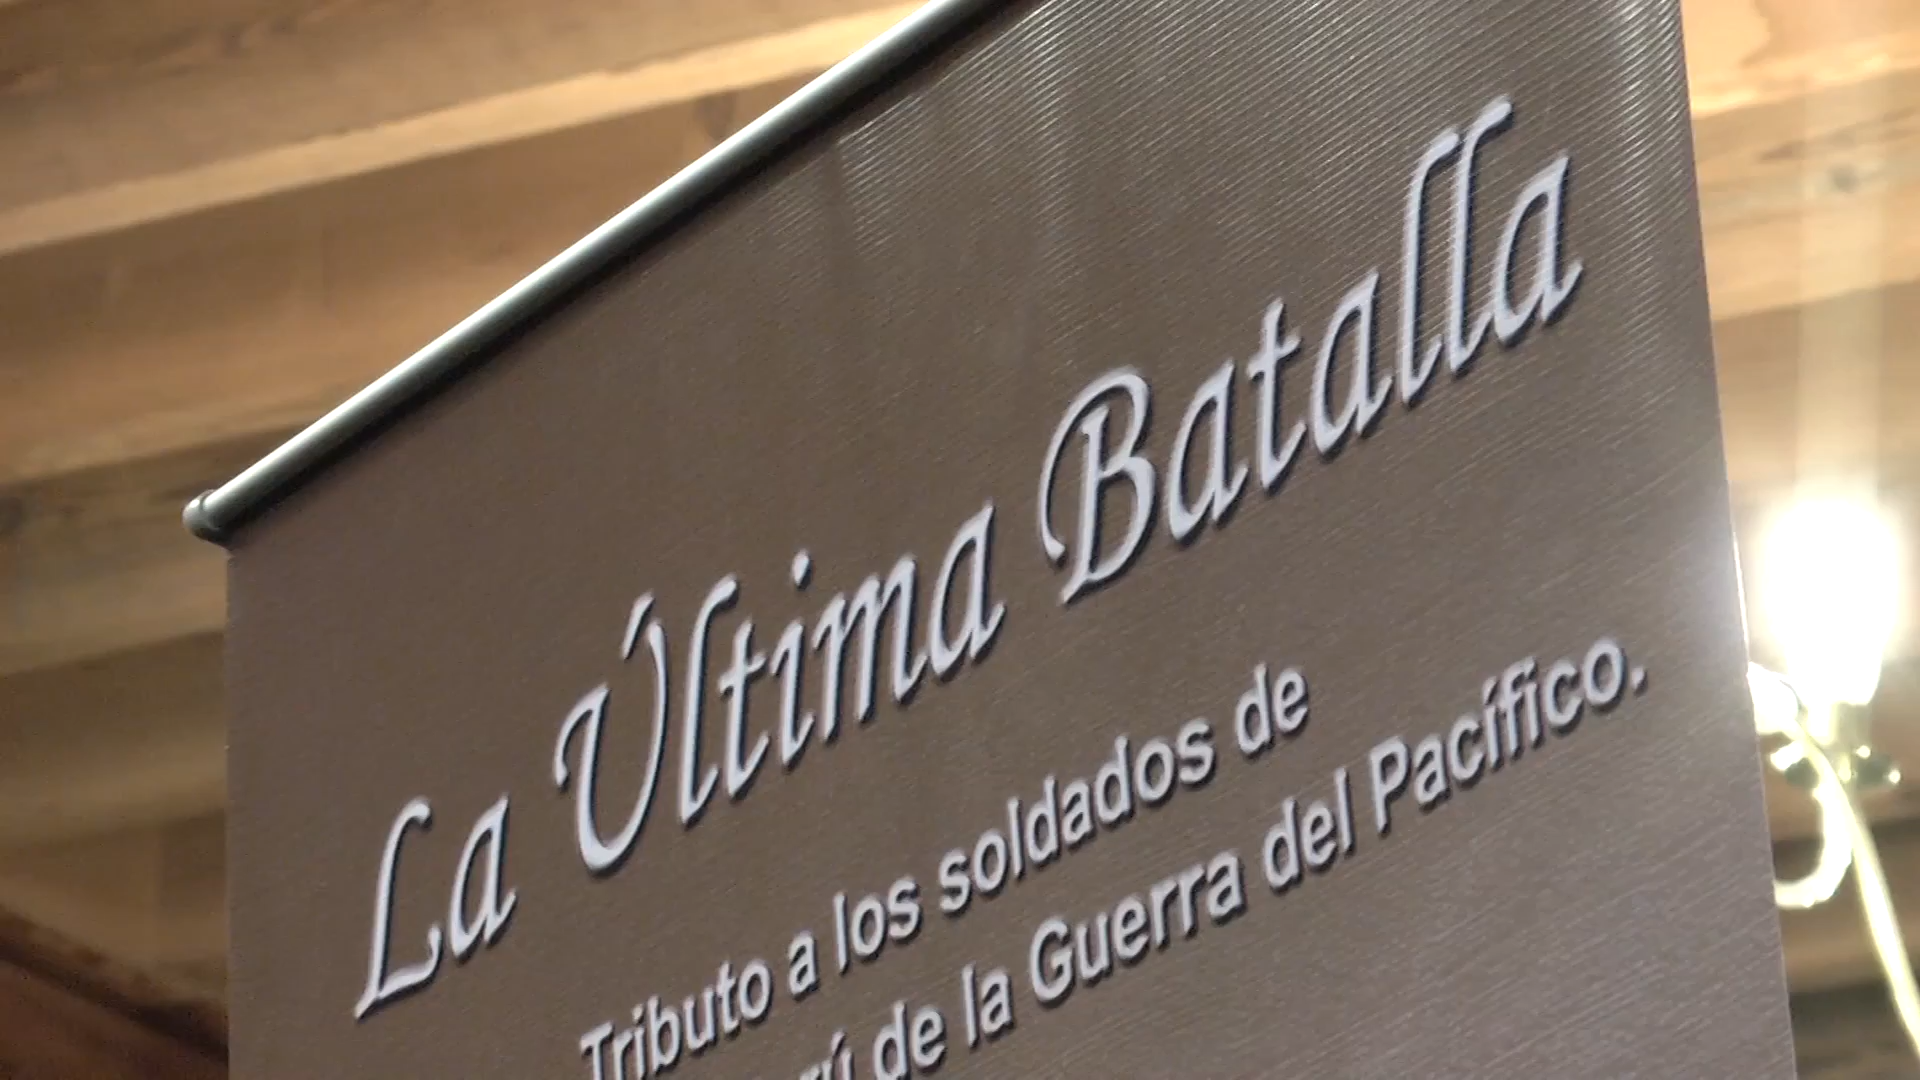 La Última Batalla
Tributo a los soldados de
de la Guerra del Pacífico.